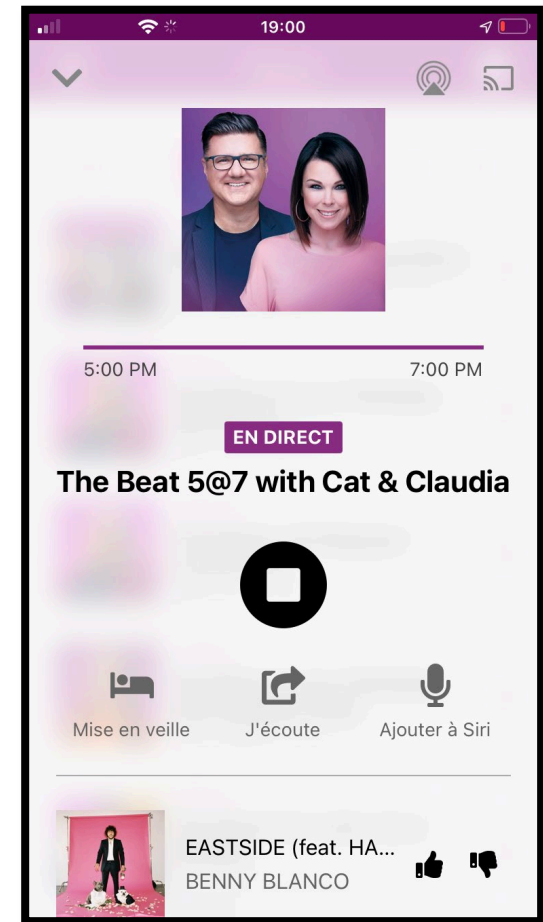 19:00
5:00 PM
7:00 PM
EN DIRECT
The Beat 5@7 with Cat & Claudia
Mise en veille
J'écoute
Ajouter à Siri
EASTSIDE (feat. HA...
BENNY BLANCO